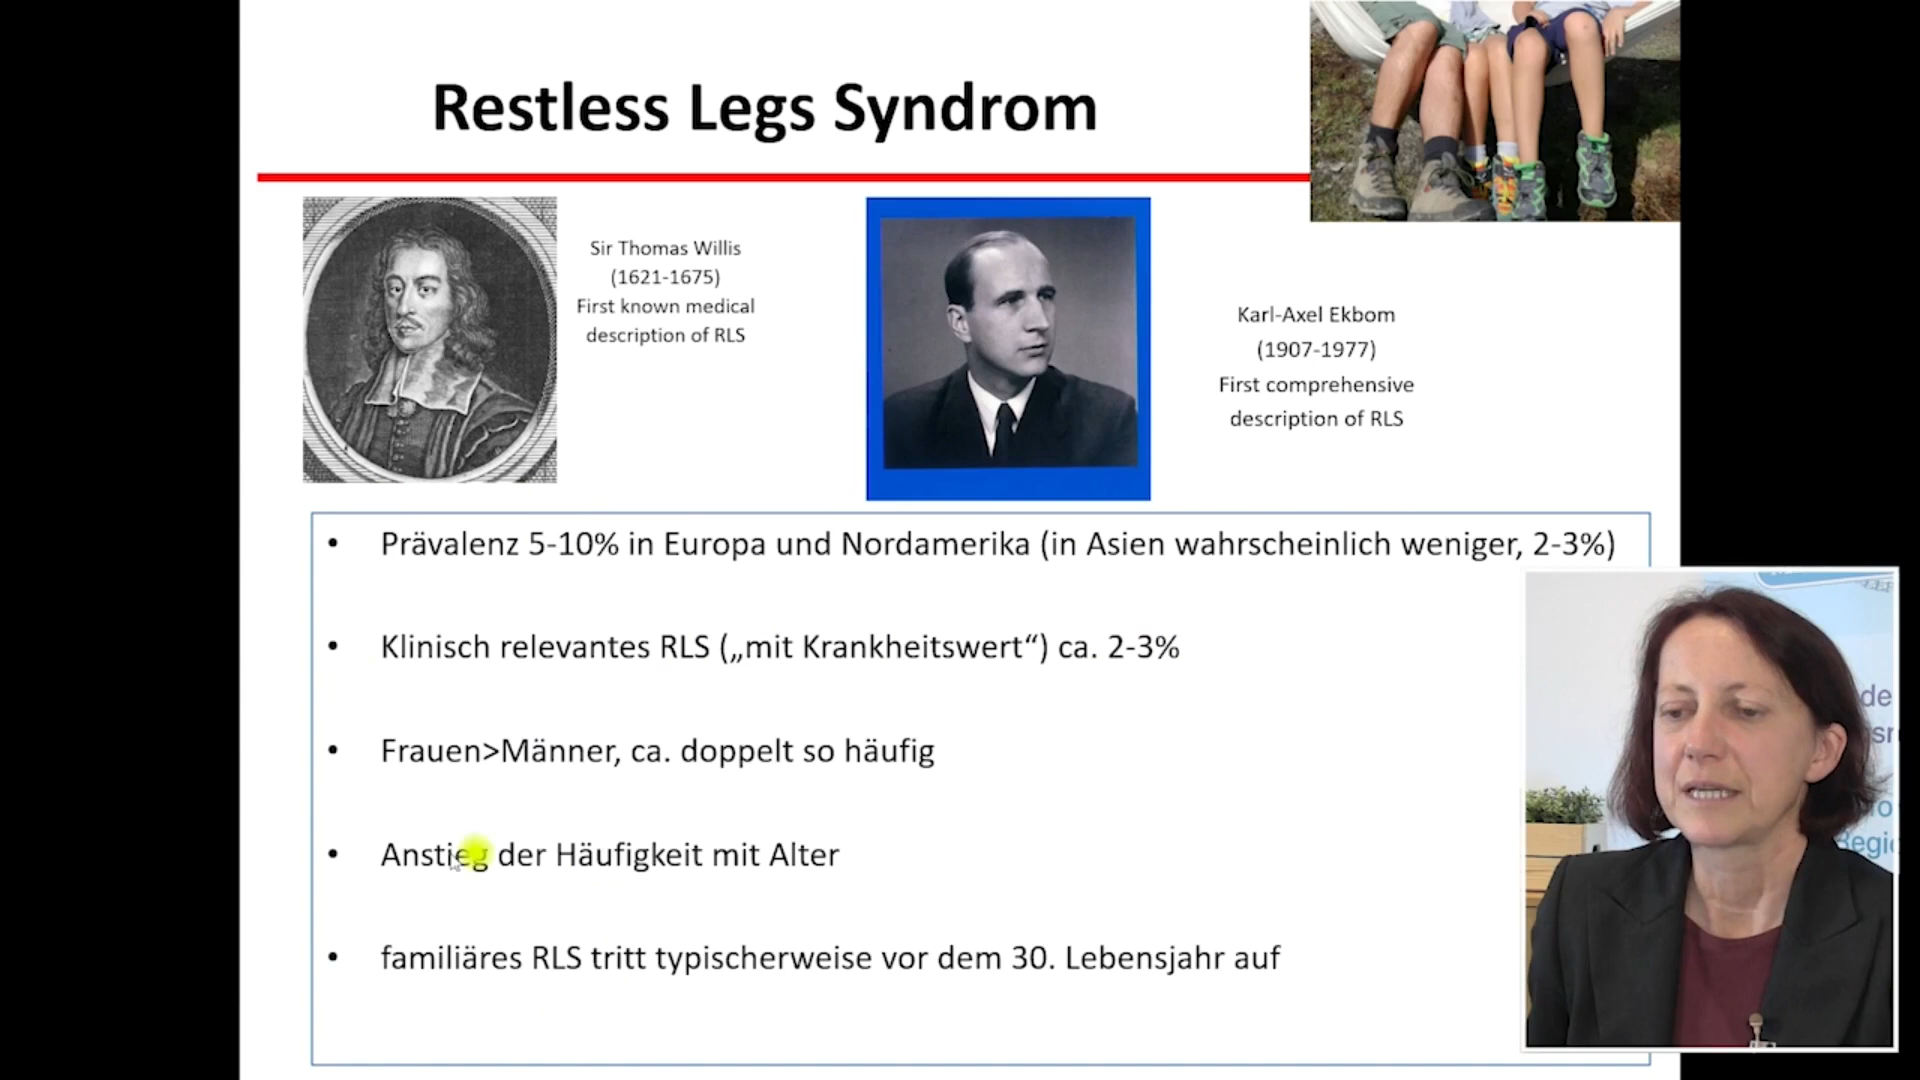 Restless Legs Syndrom
Sir Thomas Willis
(1621-1675)
First known medical
description of RLS
Karl-Axel Ekbom
(1907-1977)
First comprehensive
description of RLS
• Prävalenz 5-10% in Europa und Nordamerika (in Asien wahrscheinlich weniger, 2-3%)
• Klinisch relevantes RLS („mit Krankheitswert“) ca. 2-3%
• Frauen>Männer, ca. doppelt so häufig
• Anstieg der Häufigkeit mit Alter
• familiäres RLS tritt typischerweise vor dem 30. Lebensjahr auf